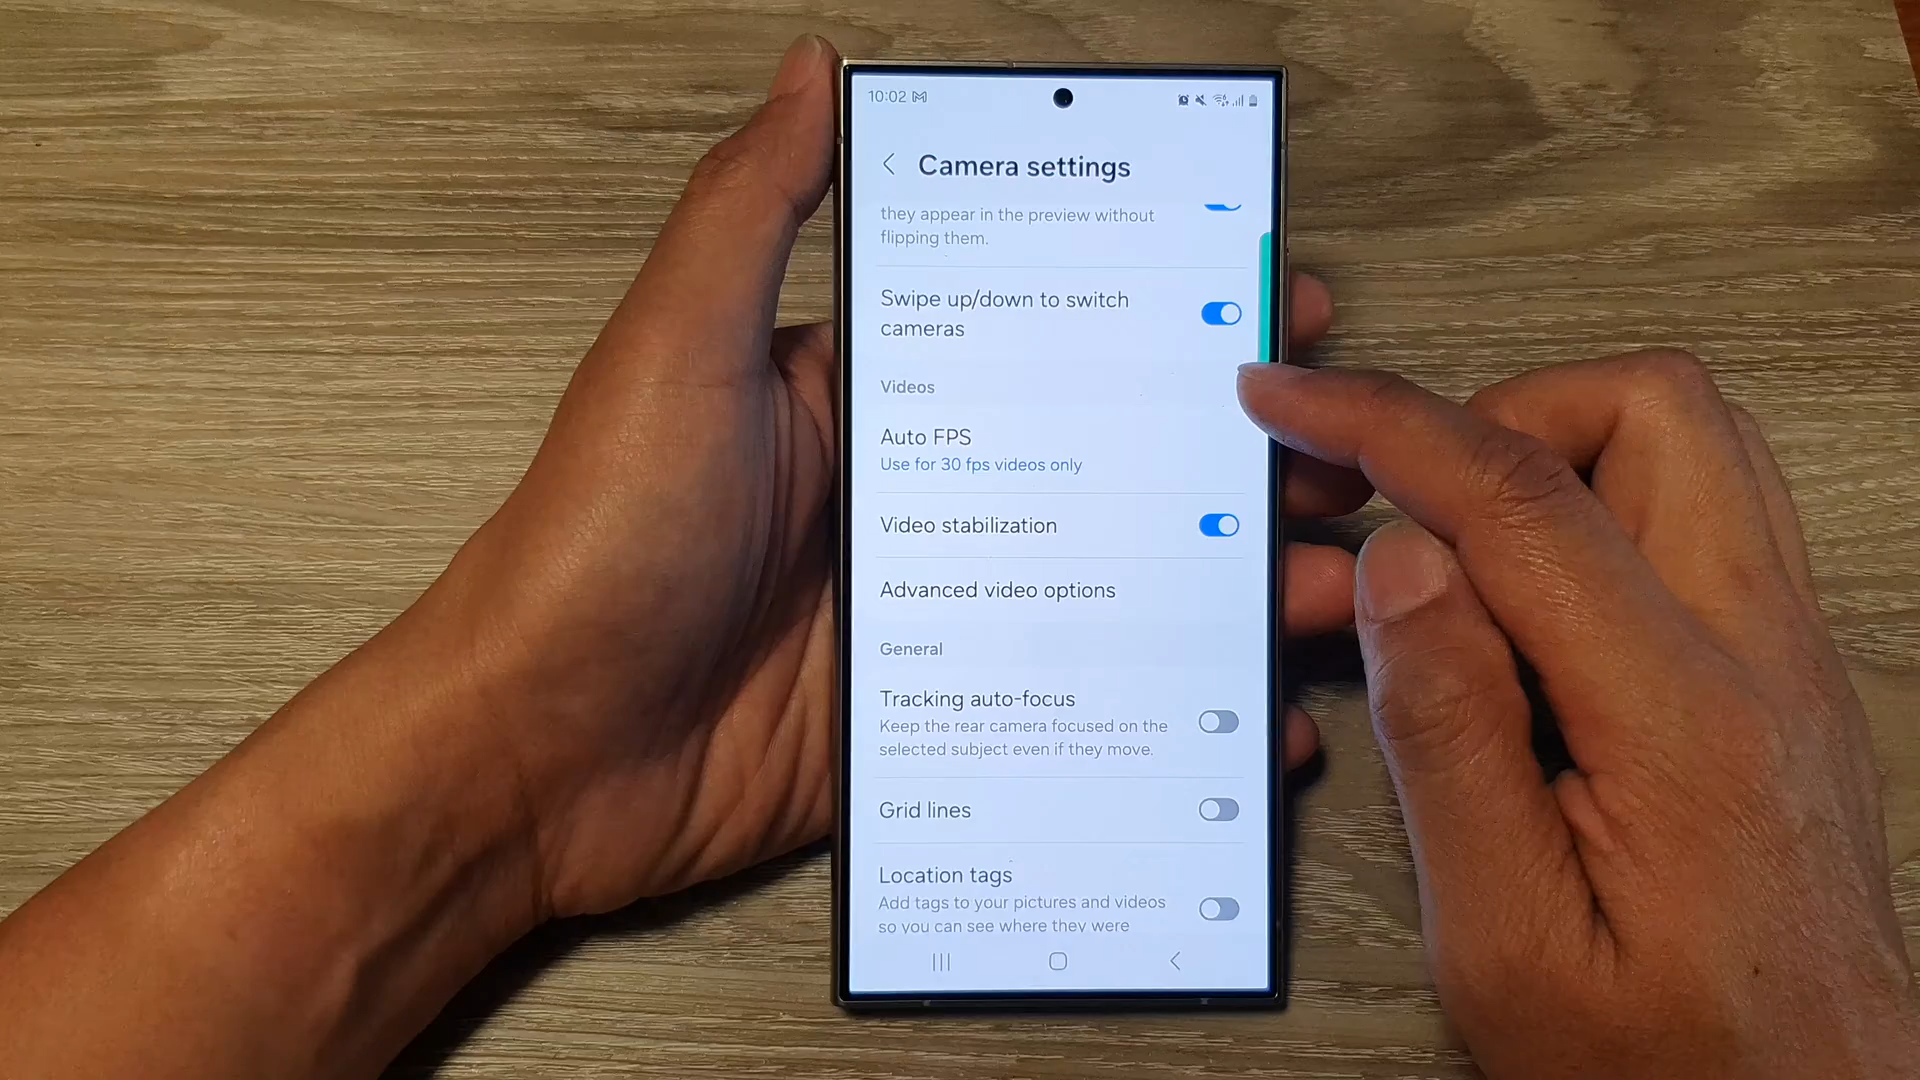 10:02
Camera settings
they appear in the preview without
flipping them.
Swipe up/down to switch
cameras
Videos
Auto FPS
Use for 30 fps videos only
Video stabilization
Advanced video options
General
Tracking auto-focus
Keep the rear camera focused on the
selected subject even if they move.
Grid lines
Location tags
Add tags to your pictures and videos
so you can see where they were